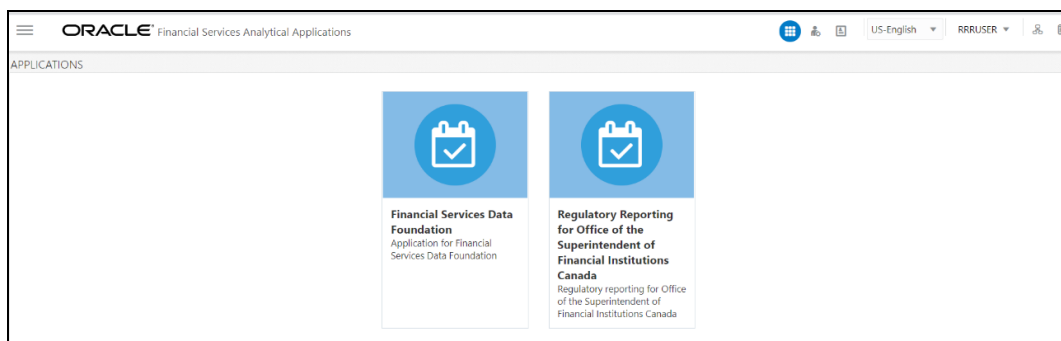 ORACLE Financial Services Analytical Applications
US-English
RRRUSER
APPLICATIONS
Financial Services Data
Foundation
Application for Financial
Services Data Foundation
Regulatory Reporting
for Office of the
Superintendent of
Financial Institutions
Canada
Regulatory reporting for Office
of the Superintendent of
Financial Institutions Canada